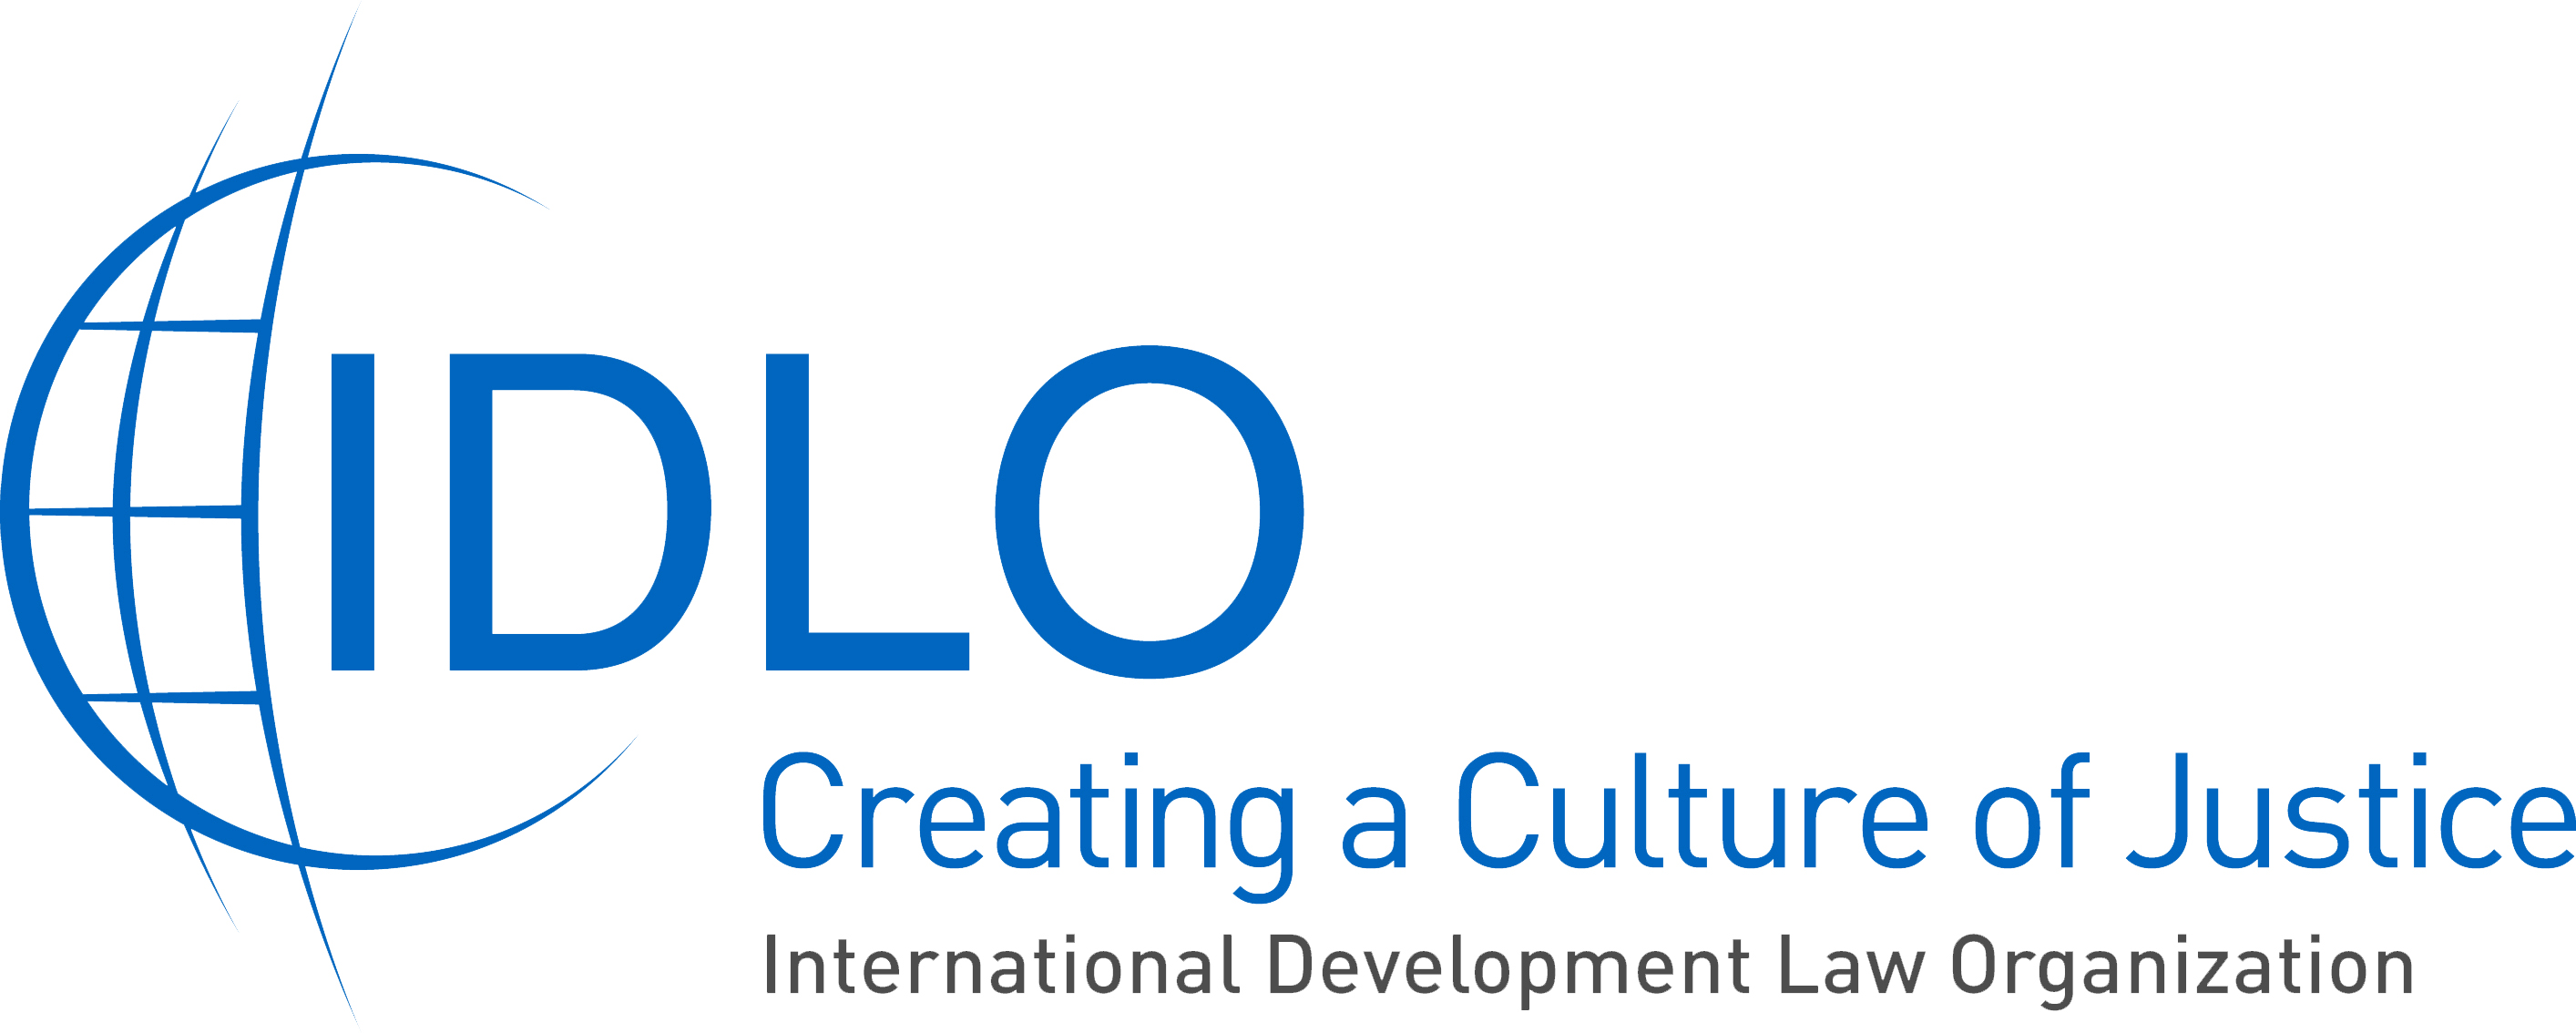 IDLO
Creating a Culture of Justice
International Development Law Organization